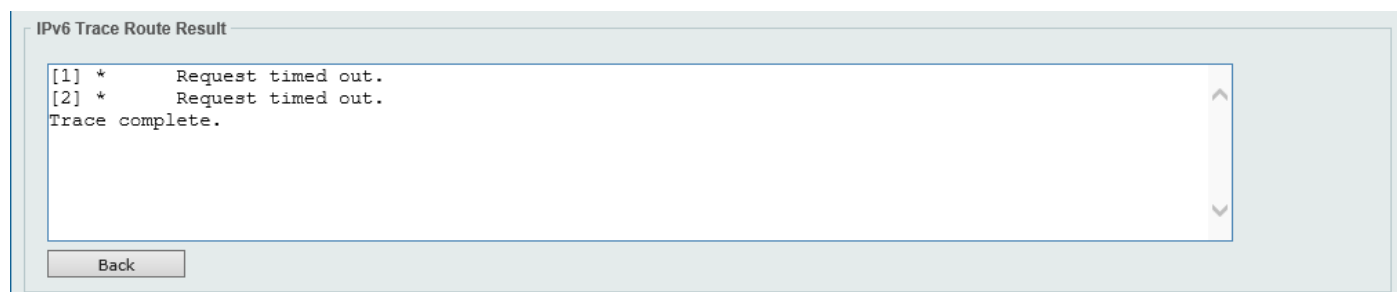 IPv6 Trace Route Result
[1] *      Request timed out.
[2] *      Request timed out.
Trace complete.
Back